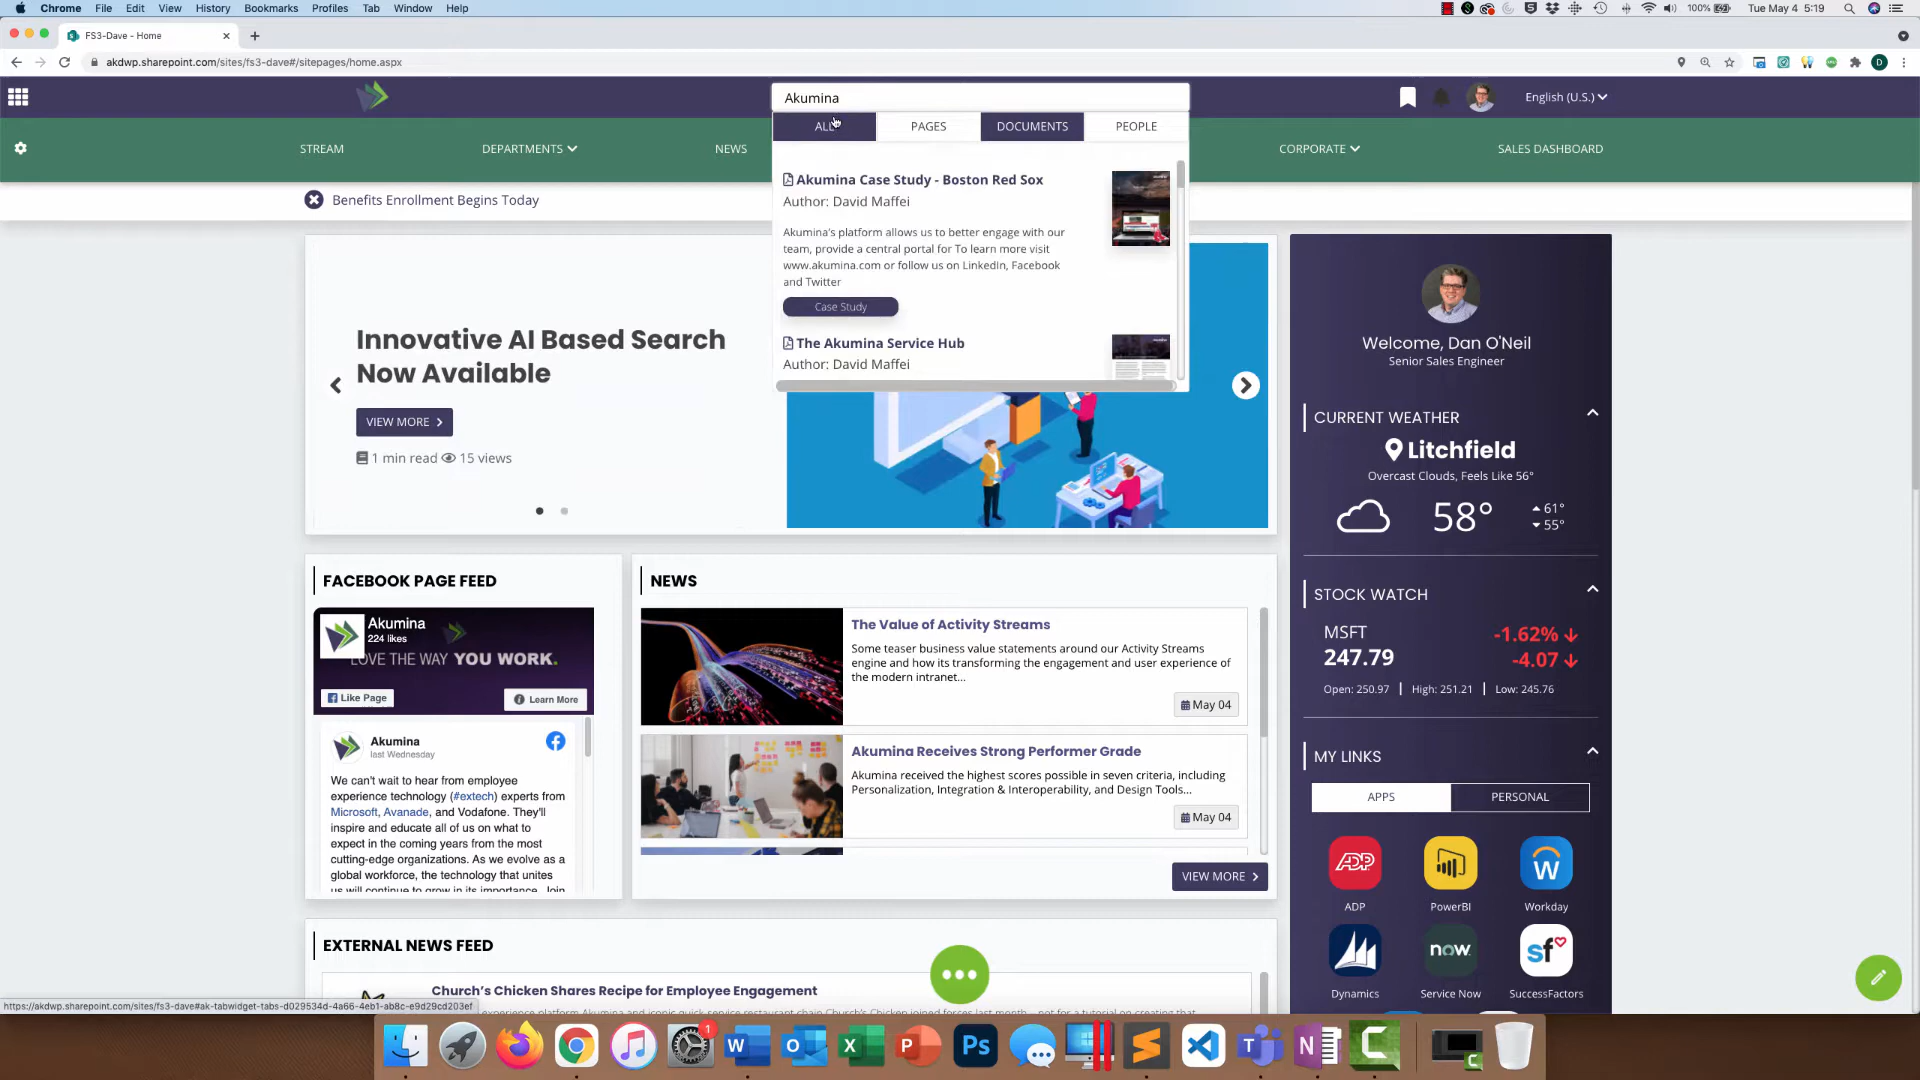 Chrome File Edit View History Bookmarks Profiles Tab Window Help
100% Tue May 4 5:19
FS3-Dave - Home
akdwp.sharepoint.com/sites/fs3-dave#/sitepages/home.aspx
D
Akumina
English (U.S.)
ALL PAGES DOCUMENTS PEOPLE
STREAM DEPARTMENTS NEWS CORPORATE SALES DASHBOARD
Akumina Case Study - Boston Red Sox
Author: David Maffei
Akumina's platform allows us to better engage with our
team, provide a central portal for To learn more visit
www.akumina.com or follow us on LinkedIn, Facebook
and Twitter
Case Study
The Akumina Service Hub
Author: David Maffei
Benefits Enrollment Begins Today
Innovative AI Based Search
Now Available
VIEW MORE
1 min read 15 views
Welcome, Dan O'Neil
Senior Sales Engineer
CURRENT WEATHER
Litchfield
Overcast Clouds, Feels Like 56°
58°
61°
55°
STOCK WATCH
MSFT -1.62%
247.79 -4.07
Open: 250.97 | High: 251.21 | Low: 245.76
MY LINKS
APPS PERSONAL
ADP
PowerBI
W
Workday
Dynamics
now
Service Now
sf
SuccessFactors
FACEBOOK PAGE FEED
Akumina
224 likes
LOVE THE WAY YOU WORK.
Like Page
Learn More
Akumina
last Wednesday
We can't wait to hear from employee
experience technology (#extech) experts from
Microsoft, Avanade, and Vodafone. They'll
inspire and educate all of us on what to
expect in the coming years from the most
cutting-edge organizations. As we evolve as a
global workforce, the technology that unites
us will continue to grow in its importance. Join
NEWS
The Value of Activity Streams
Some teaser business value statements around our Activity Streams
engine and how its transforming the engagement and user experience of
the modern intranet...
May 04
Akumina Receives Strong Performer Grade
Akumina received the highest scores possible in seven criteria, including
Personalization, Integration & Interoperability, and Design Tools...
May 04
VIEW MORE
EXTERNAL NEWS FEED
Church's Chicken Shares Recipe for Employee Engagement
https://akdwp.sharepoint.com/sites/fs3-dave#ak-tabwidget-tabs-d029534d-4a66-4eb1-ab8c-e9d29cd203ef
1
W
O
X
P
Ps
T
N
C